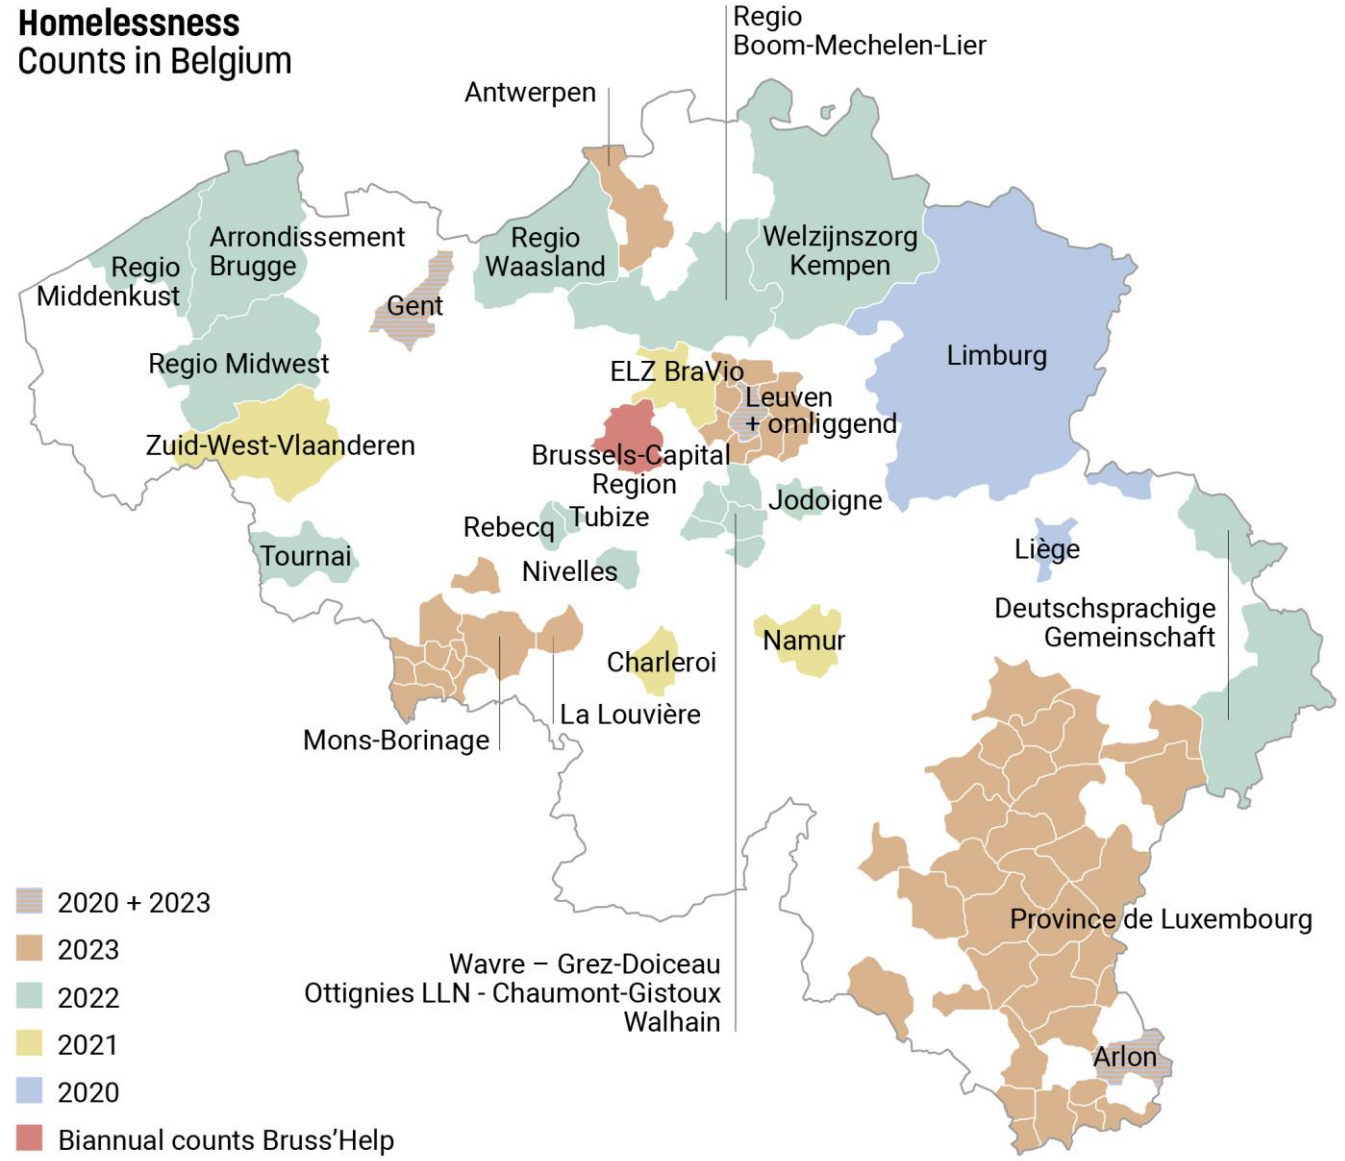 Homelessness
Counts in Belgium
Regio
Boom-Mechelen-Lier
Antwerpen
Arrondissement
Brugge
Regio
Middenkust
Regio
Waasland
Welzijnszorg
Kempen
Gent
Regio Midwest
Limburg
ELZ BraVio
Leuven
+ omliggend
Zuid-West-Vlaanderen
Brussels-Capital
Region
Jodoigne
Rebecq
Tubize
Tournai
Nivelles
Liège
Deutschsprachige
Gemeinschaft
Charleroi
Namur
La Louvière
Mons-Borinage
Province de Luxembourg
Wavre – Grez-Doiceau
Ottignies LLN - Chaumont-Gistoux
Walhain
Arlon
2020 + 2023
2023
2022
2021
2020
Biannual counts Bruss’Help